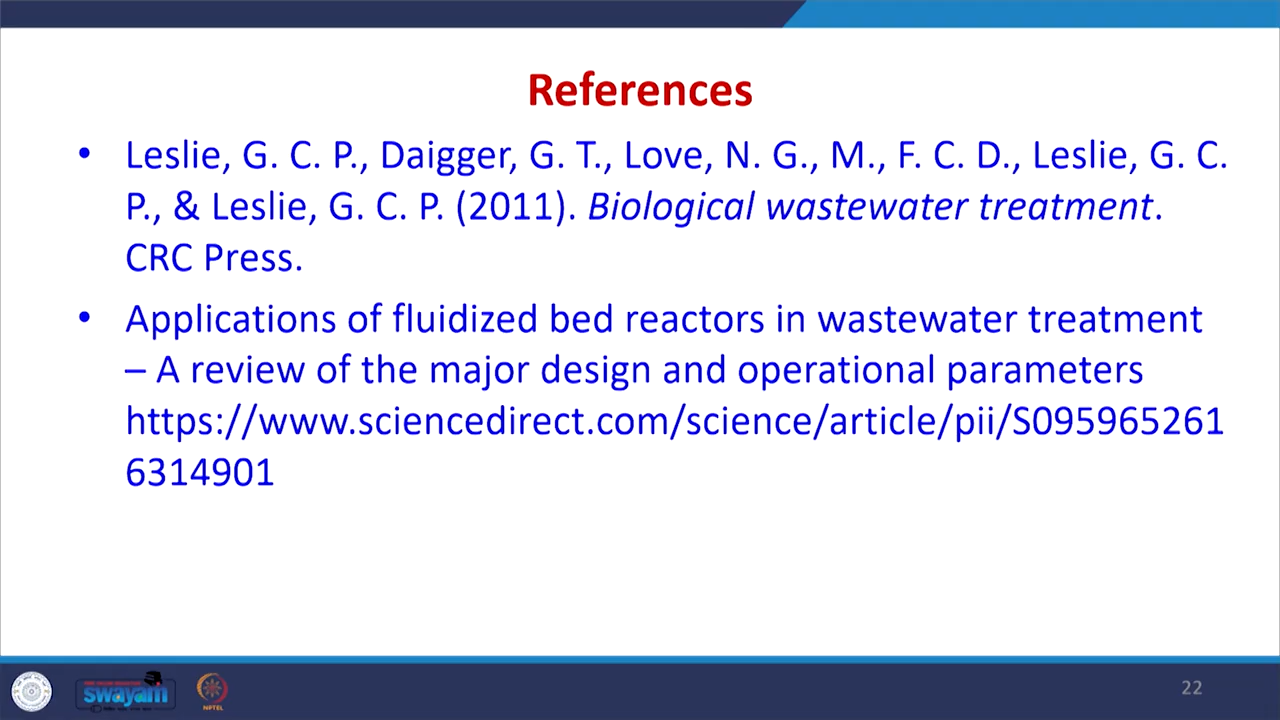 References
• Leslie, G. C. P., Daigger, G. T., Love, N. G., M., F. C. D., Leslie, G. C.
P., & Leslie, G. C. P. (2011). Biological wastewater treatment.
CRC Press.
• Applications of fluidized bed reactors in wastewater treatment
– A review of the major design and operational parameters
https://www.sciencedirect.com/science/article/pii/S095965261
6314901
swayam
NPTEL
22